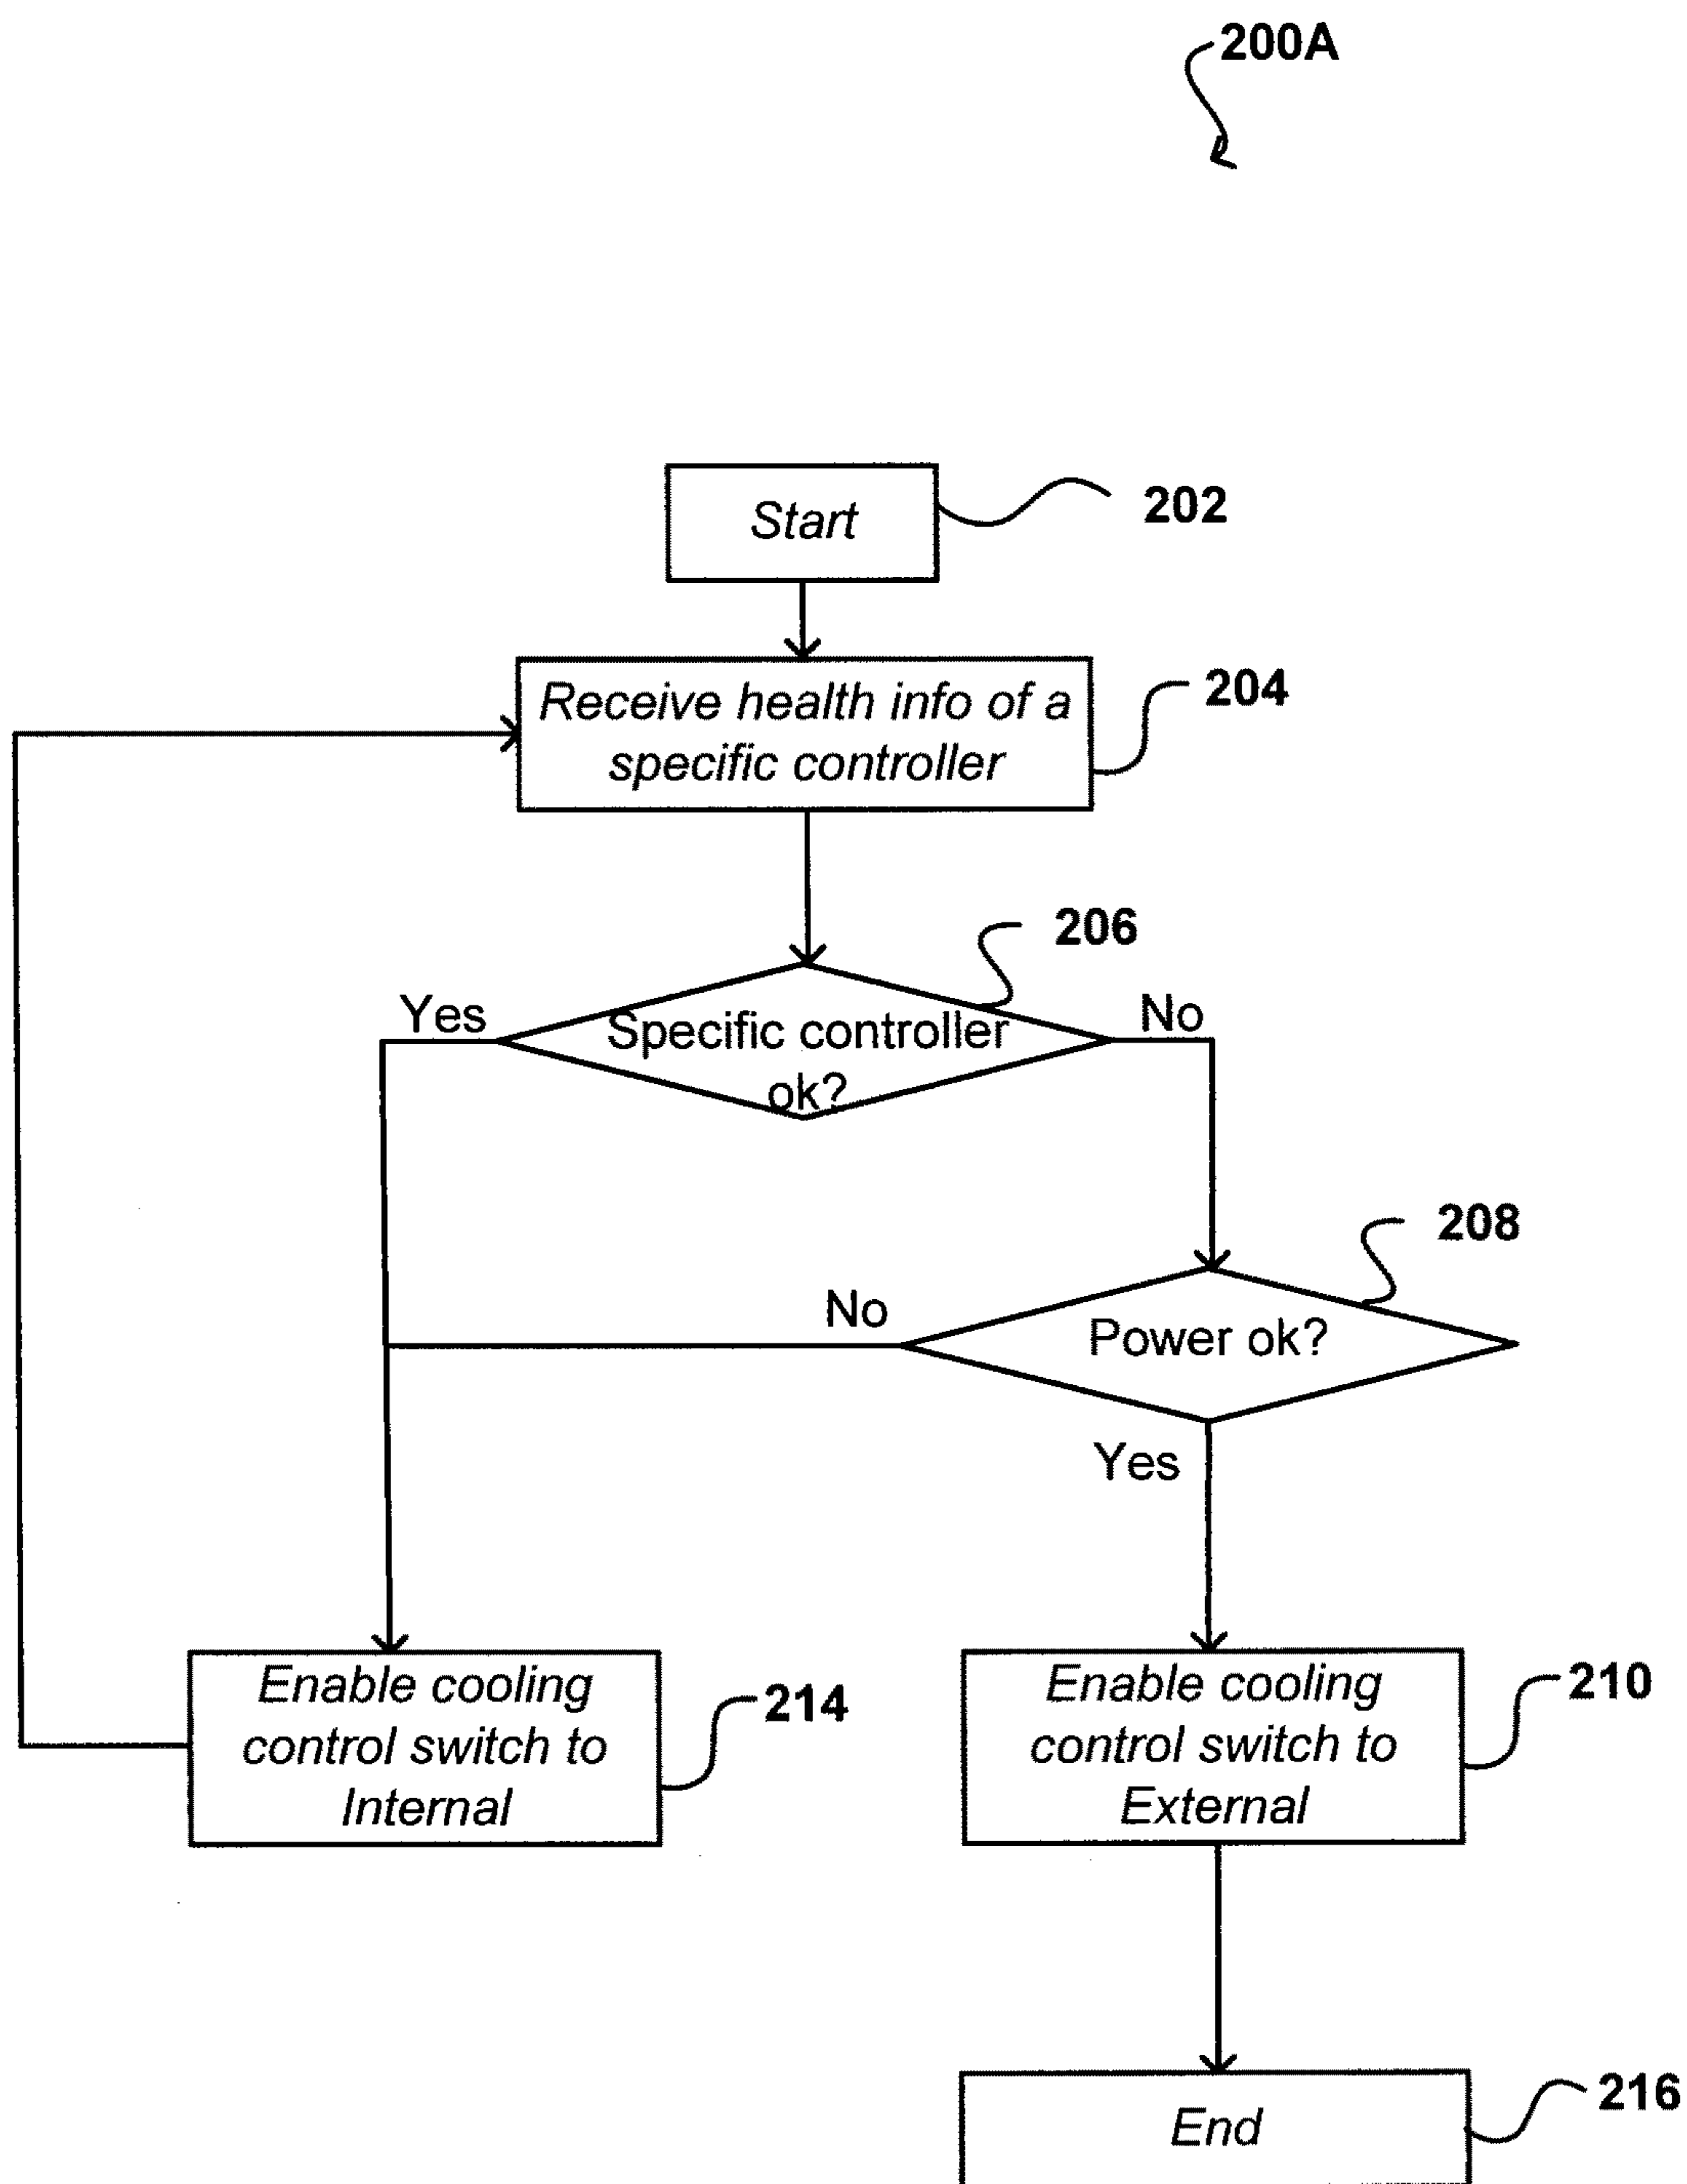 200A
Start
202
Receive health info of a
specific controller
204
206
Yes
Specific controller
ok?
No
208
No
Power ok?
Yes
Enable cooling
control switch to
Internal
214
Enable cooling
control switch to
External
210
End
216